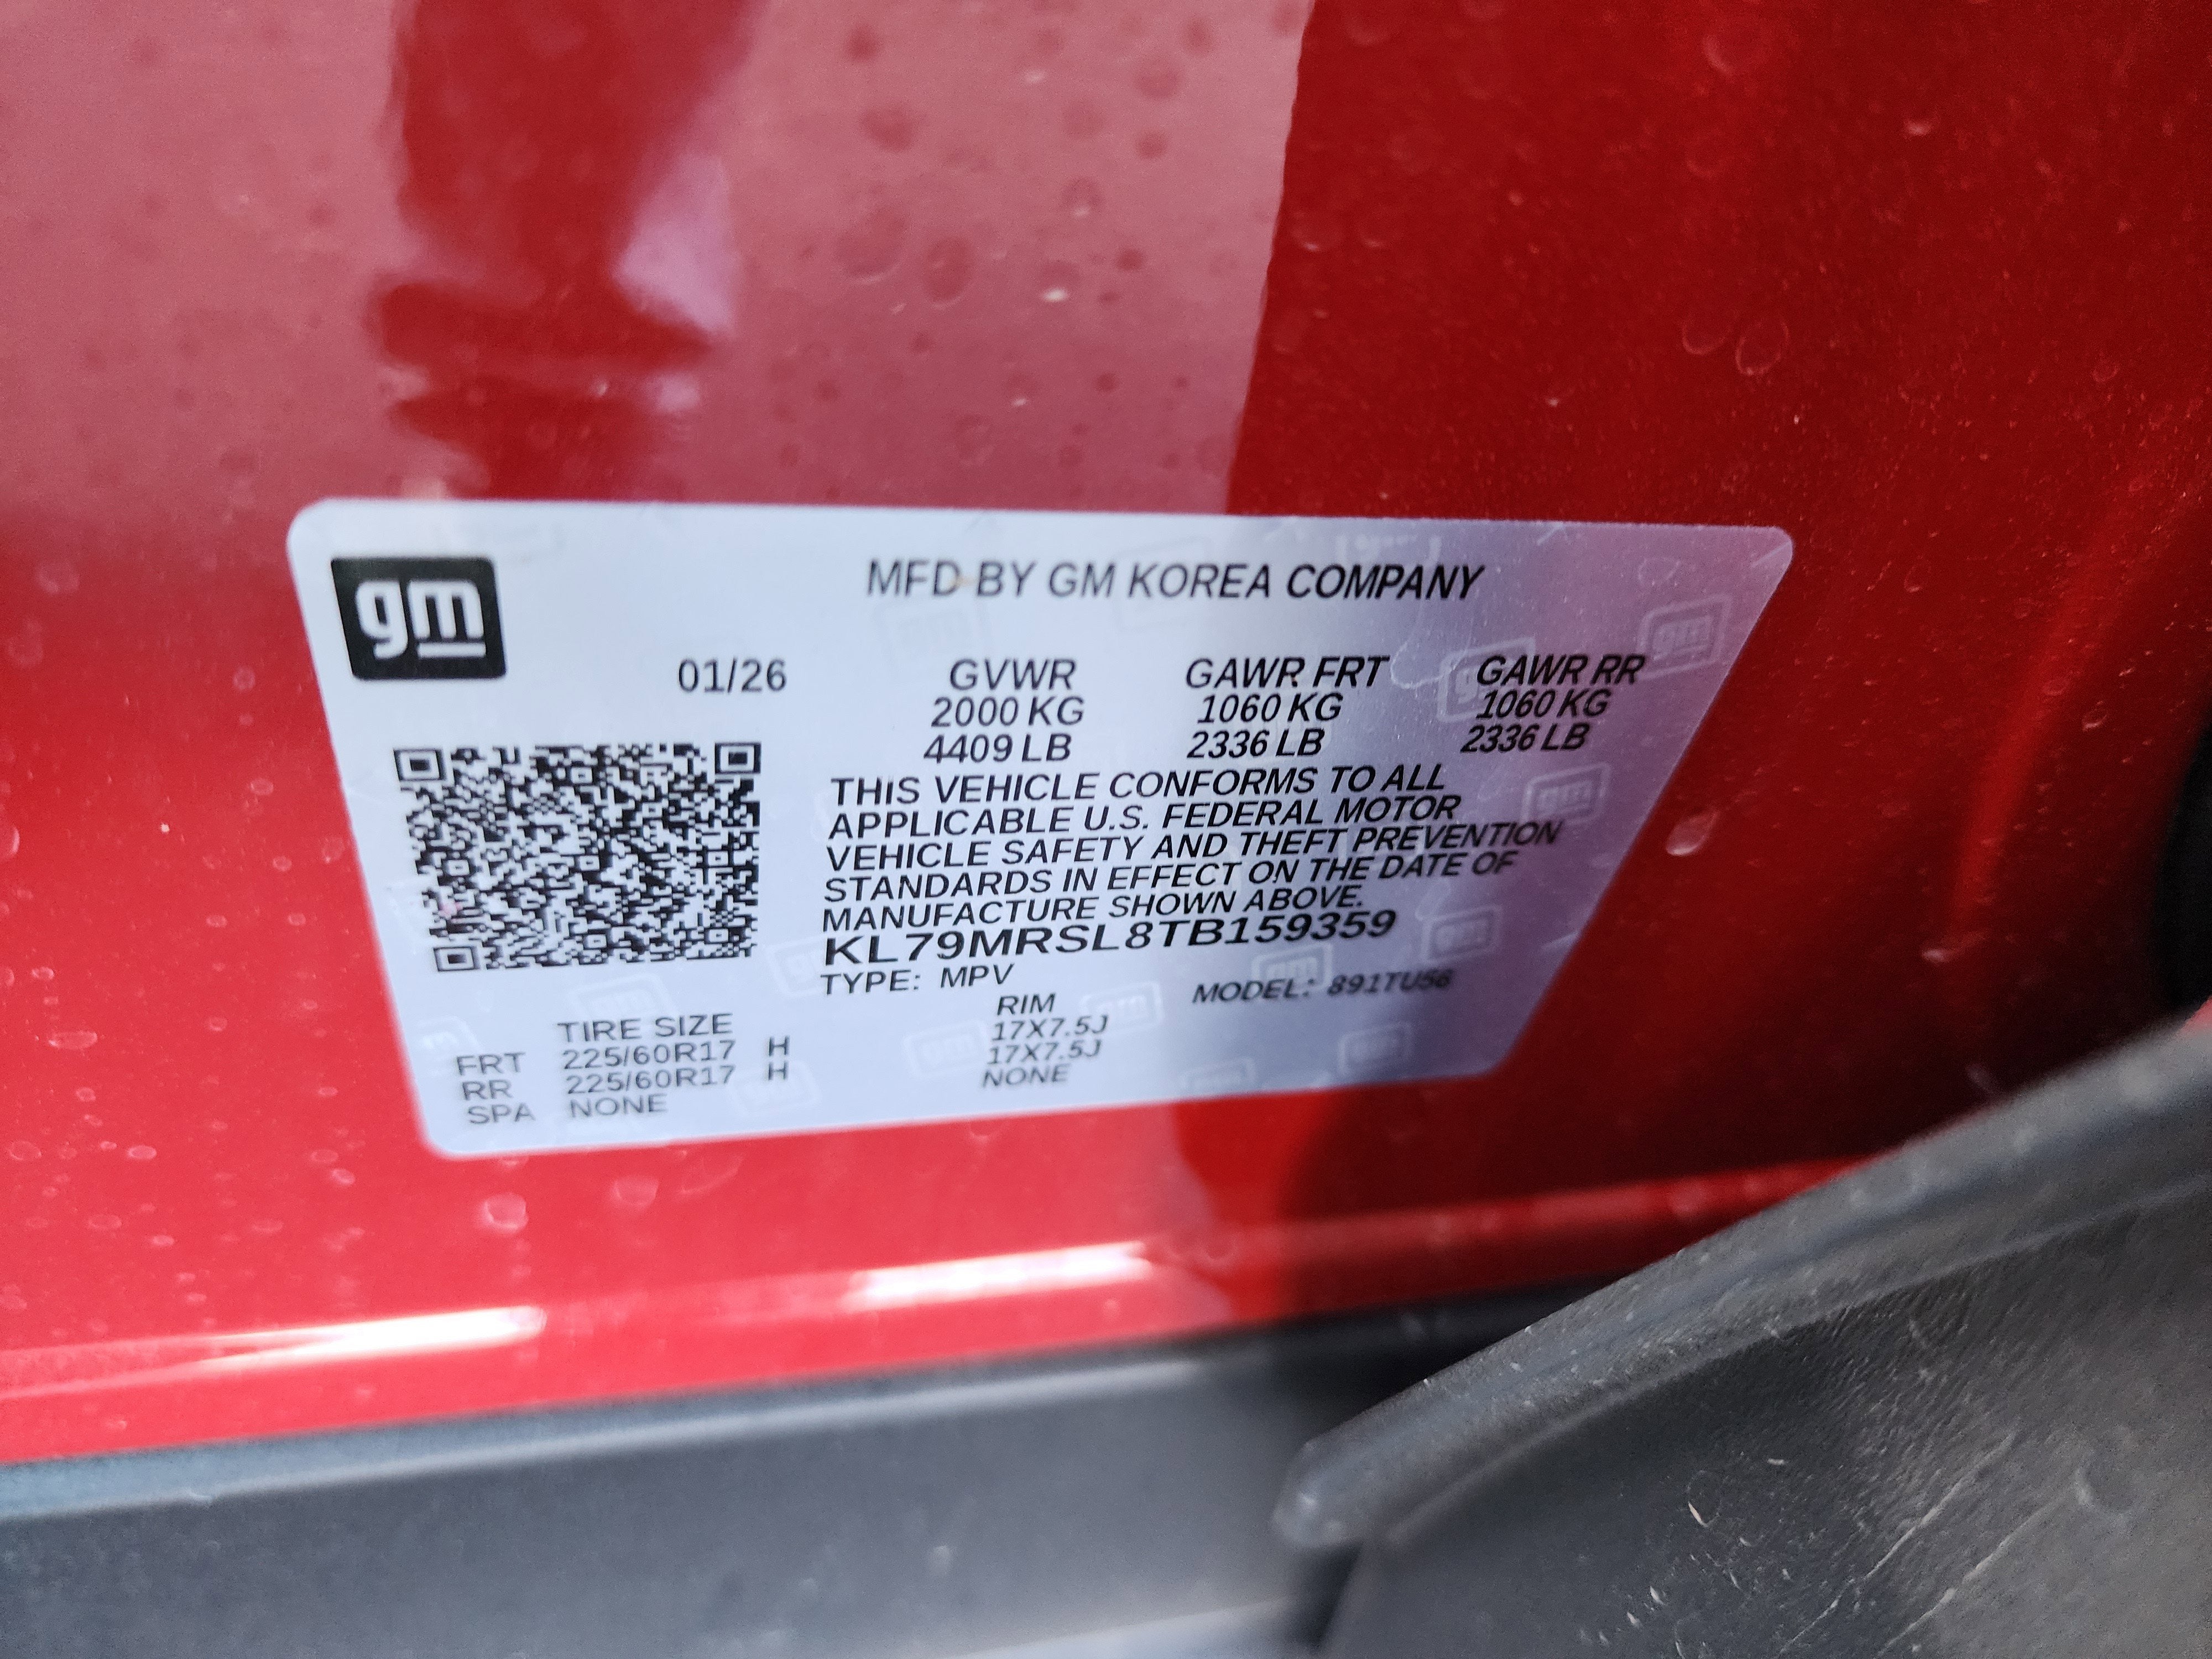 gm
MFD BY GM KOREA COMPANY
01/26 GVWR GAWR FRT GAWR RR
2000 KG 1060 KG 1060 KG
4409 LB 2336 LB 2336 LB
THIS VEHICLE CONFORMS TO ALL
APPLICABLE U.S. FEDERAL MOTOR
VEHICLE SAFETY AND THEFT PREVENTION
STANDARDS IN EFFECT ON THE DATE OF
MANUFACTURE SHOWN ABOVE.
KL79MRSL8TB159359
TYPE: MPV MODEL: 891TU56
TIRE SIZE RIM
FRT 225/60R17 H 17X7.5J
RR 225/60R17 H 17X7.5J
SPA NONE NONE